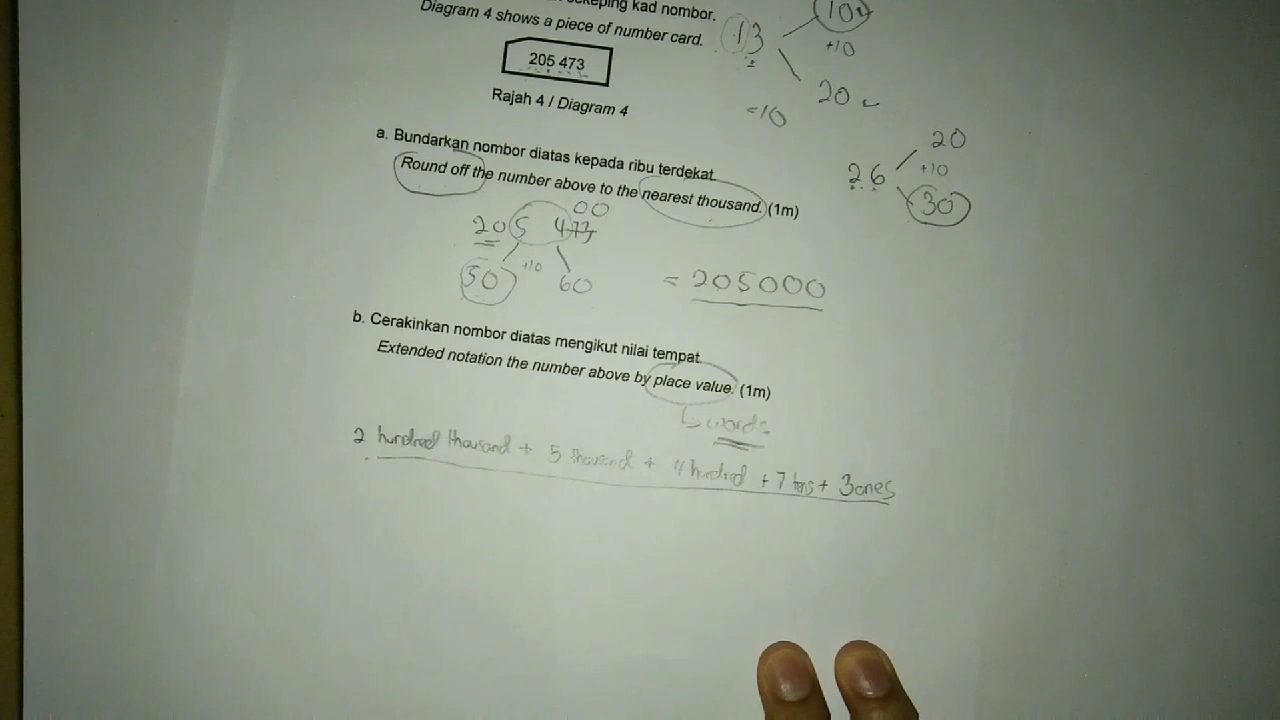 sekeping kad nombor.
Diagram 4 shows a piece of number card.
205 473
Rajah 4 / Diagram 4
13
10
+10
20
=10
26
20
+10
30
a. Bundarkan nombor diatas kepada ribu terdekat.
Round off the number above to the nearest thousand. (1m)
00
205 473
50 +10 60
= 205000
b. Cerakinkan nombor diatas mengikut nilai tempat.
Extended notation the number above by place value. (1m)
words
2 hundred thousand + 5 thousand + 4 hundred + 7 tens + 3 ones